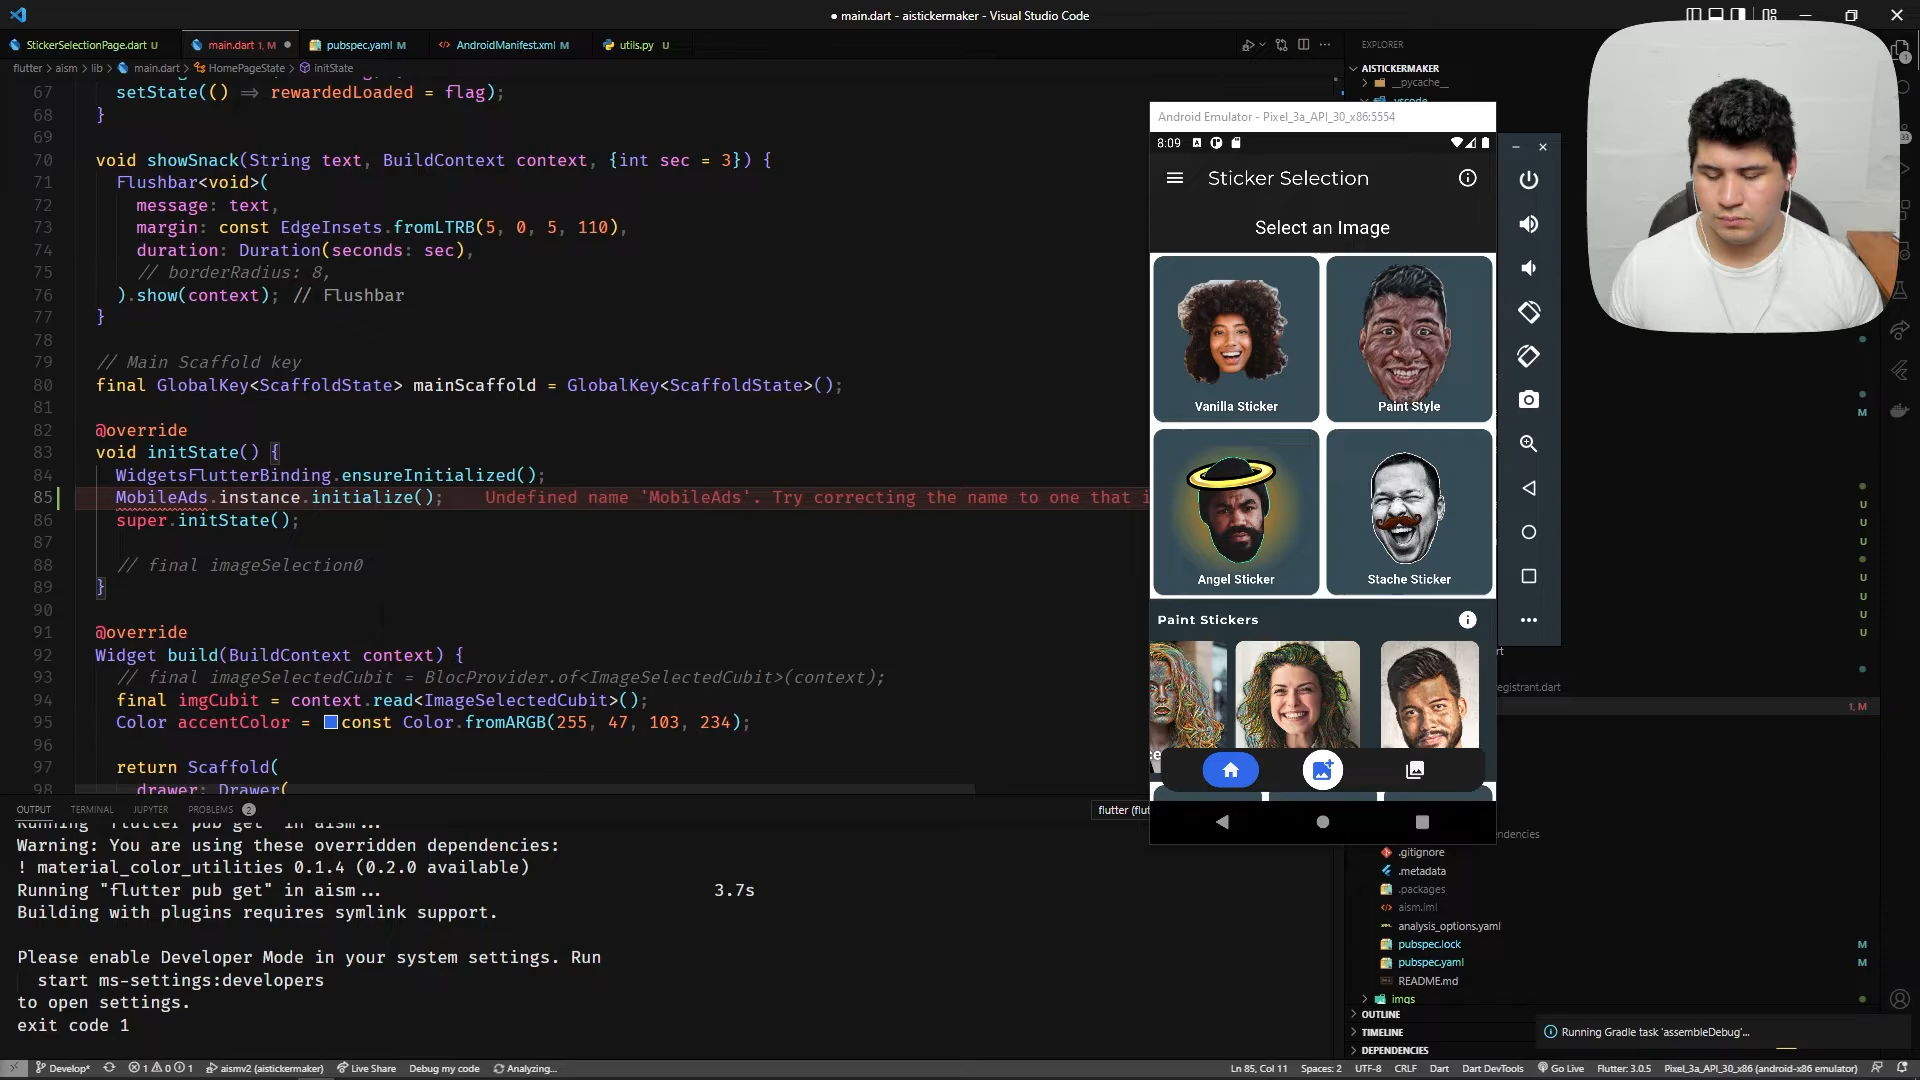 ● main.dart - aistickermaker - Visual Studio Code
StickerSelectionPage.dart U
main.dart 1, M ●
pubspec.yaml M
AndroidManifest.xml M
utils.py U
flutter > aism > lib > main.dart > HomePageState > initState
67 setState(() => rewardedLoaded = flag);
68 }
69
70 void showSnack(String text, BuildContext context, {int sec = 3}) {
71 Flushbar<void>(
72 message: text,
73 margin: const EdgeInsets.fromLTRB(5, 0, 5, 110),
74 duration: Duration(seconds: sec),
75 // borderRadius: 8,
76 ).show(context); // Flushbar
77 }
78
79 // Main Scaffold key
80 final GlobalKey<ScaffoldState> mainScaffold = GlobalKey<ScaffoldState>();
81
82 @override
83 void initState() {
84 WidgetsFlutterBinding.ensureInitialized();
85 MobileAds.instance.initialize(); Undefined name 'MobileAds'. Try correcting the name to one that i
86 super.initState();
87
88 // final imageSelection0
89 }
90
91 @override
92 Widget build(BuildContext context) {
93 // final imageSelectedCubit = BlocProvider.of<ImageSelectedCubit>(context);
94 final imgCubit = context.read<ImageSelectedCubit>();
95 Color accentColor = const Color.fromARGB(255, 47, 103, 234);
96
97 return Scaffold(
98 drawer: Drawer(
OUTPUT TERMINAL JUPYTER PROBLEMS 2
flutter (flut
Running "flutter pub get" in aism...
Warning: You are using these overridden dependencies:
! material_color_utilities 0.1.4 (0.2.0 available)
Running "flutter pub get" in aism... 3.7s
Building with plugins requires symlink support.
Please enable Developer Mode in your system settings. Run
start ms-settings:developers
to open settings.
exit code 1
Android Emulator - Pixel_3a_API_30_x86:5554
8:09
Sticker Selection
Select an Image
Vanilla Sticker
Paint Style
Angel Sticker
Stache Sticker
Paint Stickers
ce
EXPLORER
AISTICKERMAKER
__pycache__
.vscode
rt
registrant.dart
1, M
ndencies
.gitignore
.metadata
.packages
aism.iml
analysis_options.yaml
pubspec.lock M
pubspec.yaml M
README.md
imgs
OUTLINE
TIMELINE
DEPENDENCIES
M
M
U
U
U
U
U
U
U
1
33
Running Gradle task 'assembleDebug'...
Develop* 1 0 1 aismv2 (aistickermaker) Live Share Debug my code Analyzing...
Ln 85, Col 11 Spaces: 2 UTF-8 CRLF Dart Dart DevTools Go Live Flutter: 3.0.5 Pixel_3a_API_30_x86 (android-x86 emulator)